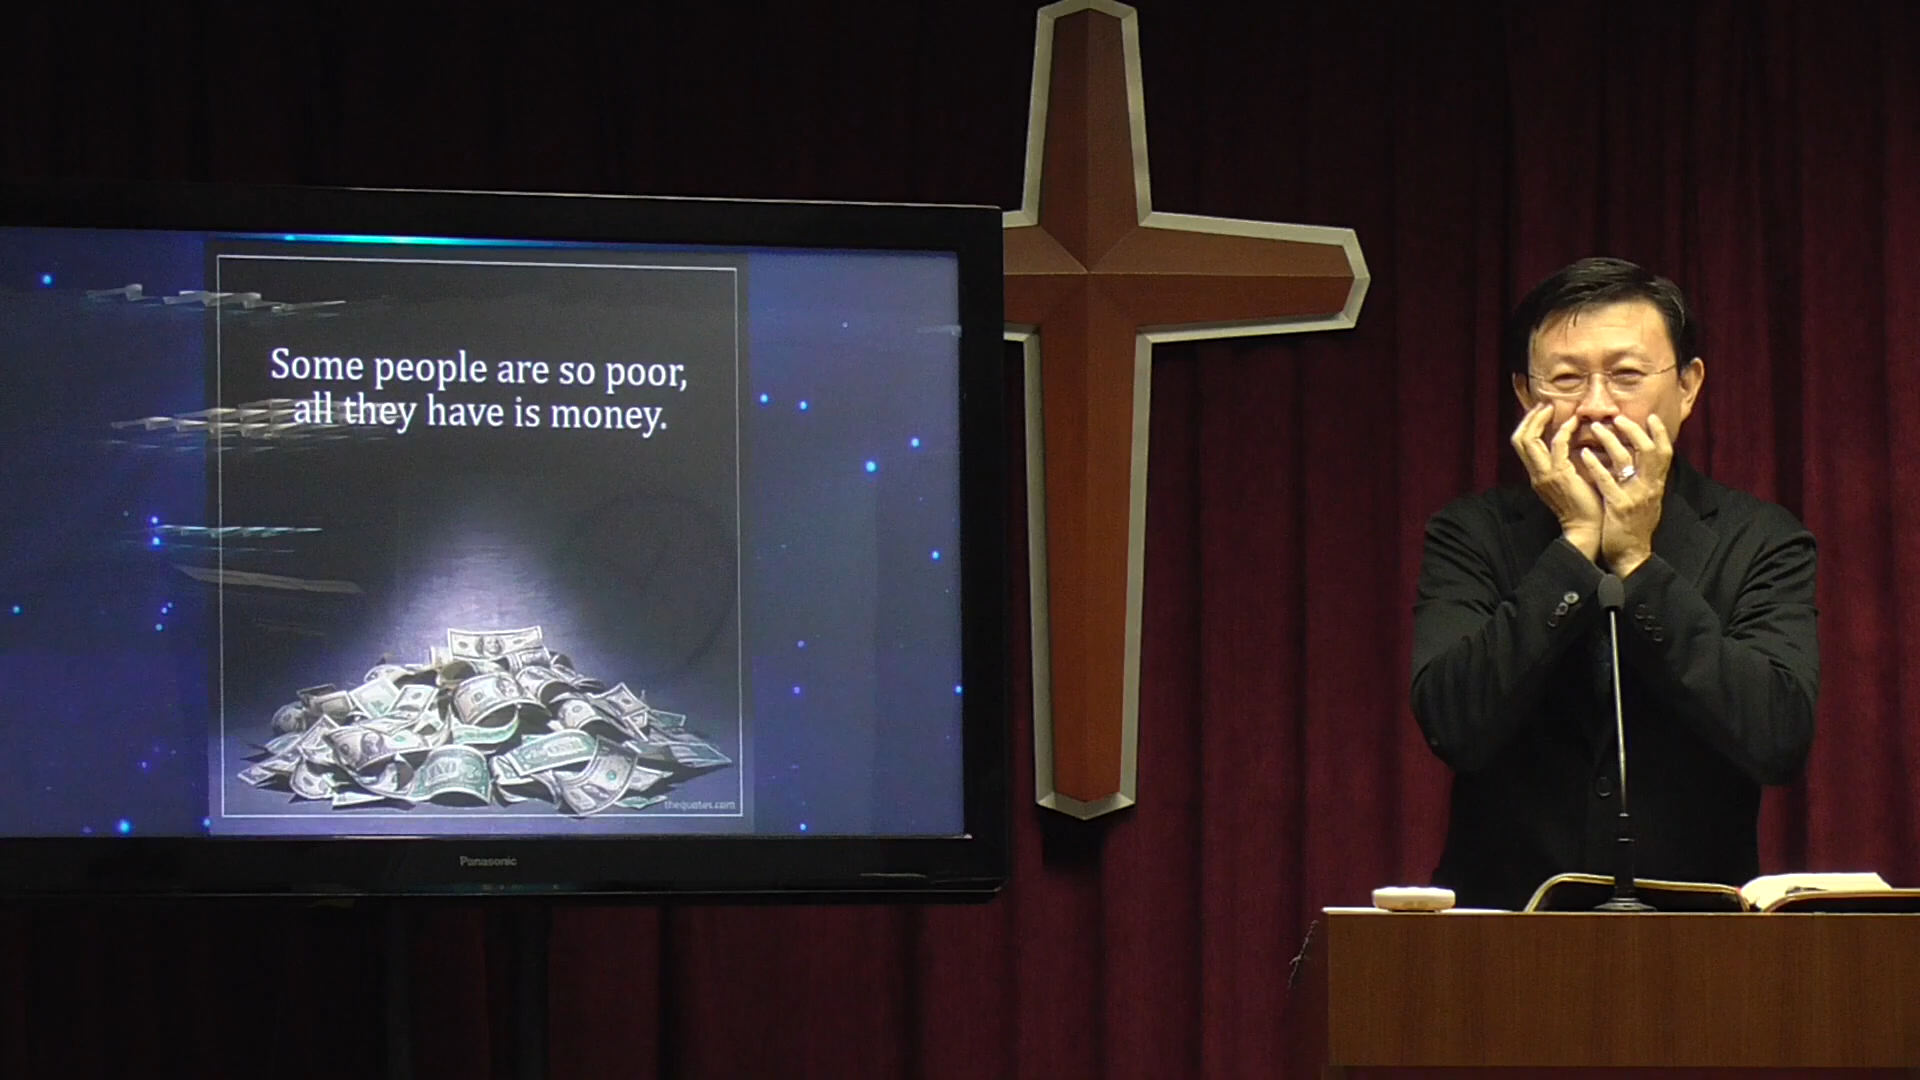 Some people are so poor,
all they have is money.
thequotes.com
Panasonic